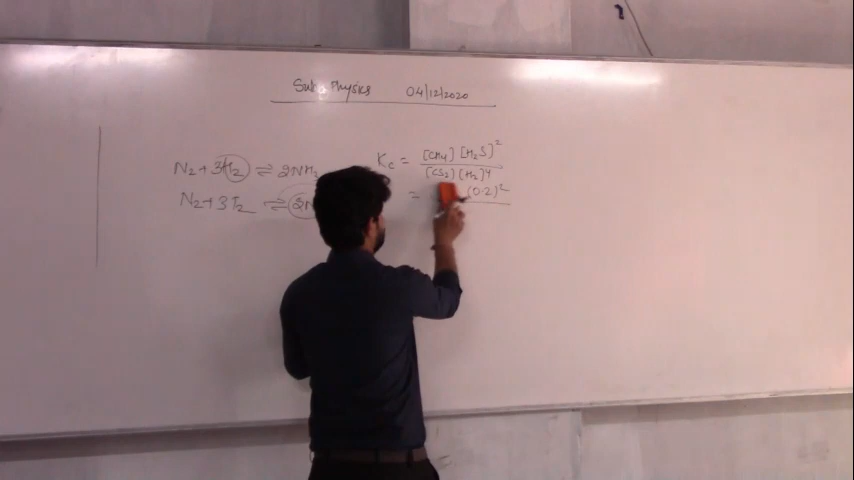 Sub: Physics 04/12/2020
N₂ + 3H₂ ⇌ 2NH₃
N₂ + 3I₂ ⇌ 2N
Kc = [CH₄] [H₂S]² / [CS₂] [H₂]⁴
= (0.2)²